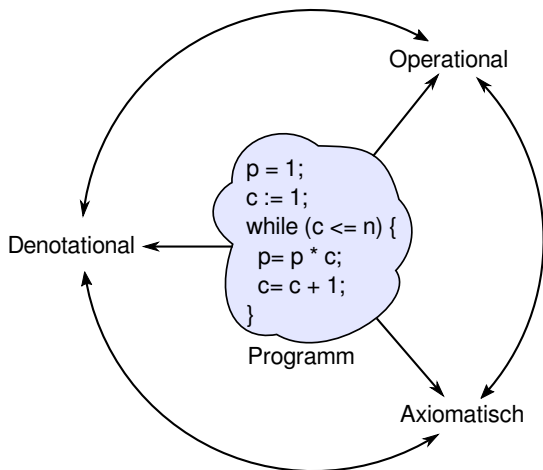 Operational
p = 1;
c := 1;
while (c <= n) {
p= p * c;
c= c + 1;
}
Denotational
Programm
Axiomatisch